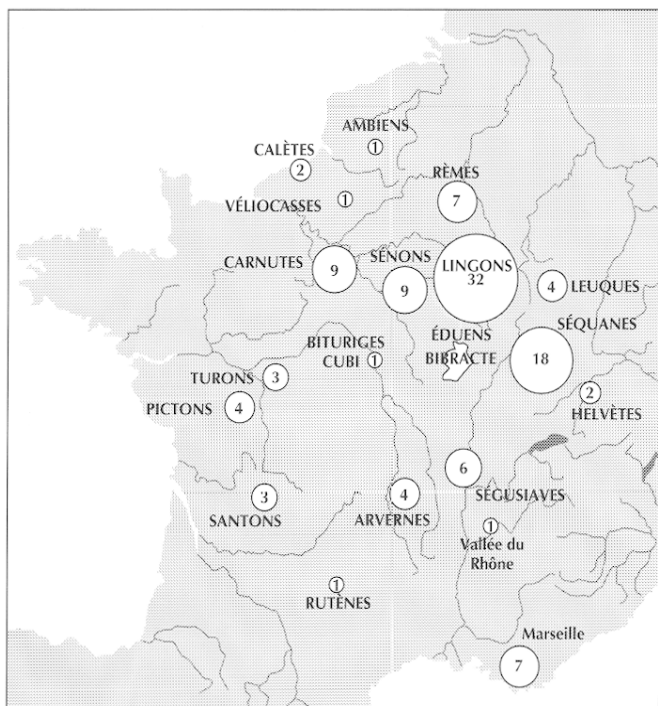 AMBIENS
1
CALÈTES
2
RÈMES
7
VÉLIOCASSES
1
CARNUTES
9
SÉNONS
9
LINGONS
32
4
LEUQUES
SÉQUANES
18
ÉDUENS
BIBRACTE
BITURIGES
CUBI
1
TURONS
3
PICTONS
4
2
HELVÈTES
6
SÉGUSIAVES
3
SANTONS
4
ARVERNES
1
Vallée du
Rhône
1
RUTÈNES
Marseille
7